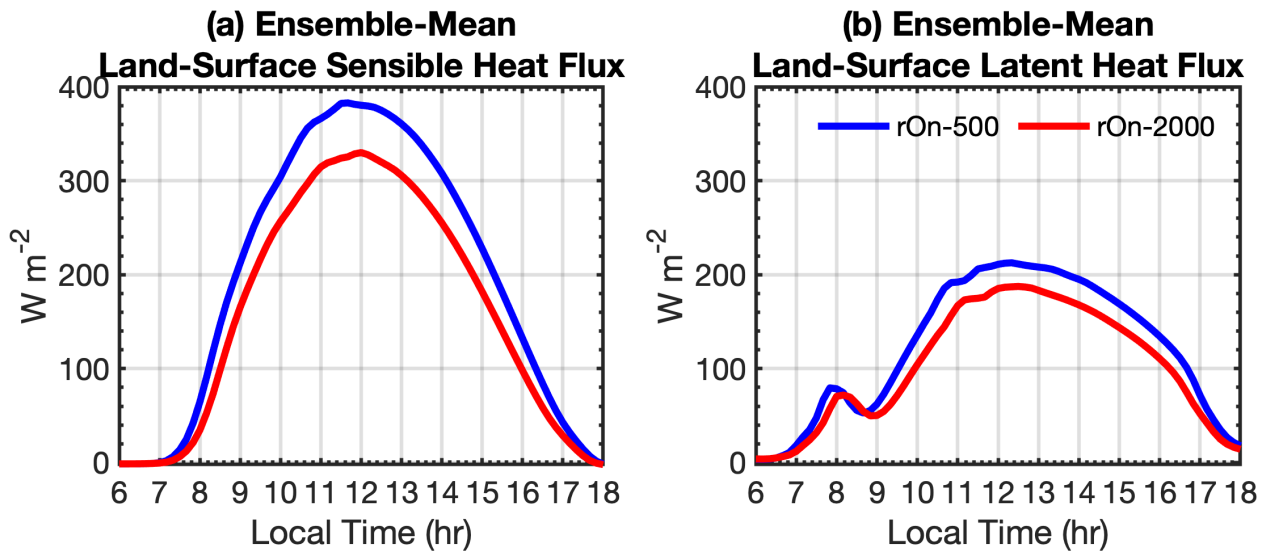 (a) Ensemble-Mean
Land-Surface Sensible Heat Flux
400
300
200
100
0
W m-2
6 7 8 9 10 11 12 13 14 15 16 17 18
Local Time (hr)
(b) Ensemble-Mean
Land-Surface Latent Heat Flux
rOn-500 rOn-2000
400
300
200
100
0
W m-2
6 7 8 9 10 11 12 13 14 15 16 17 18
Local Time (hr)